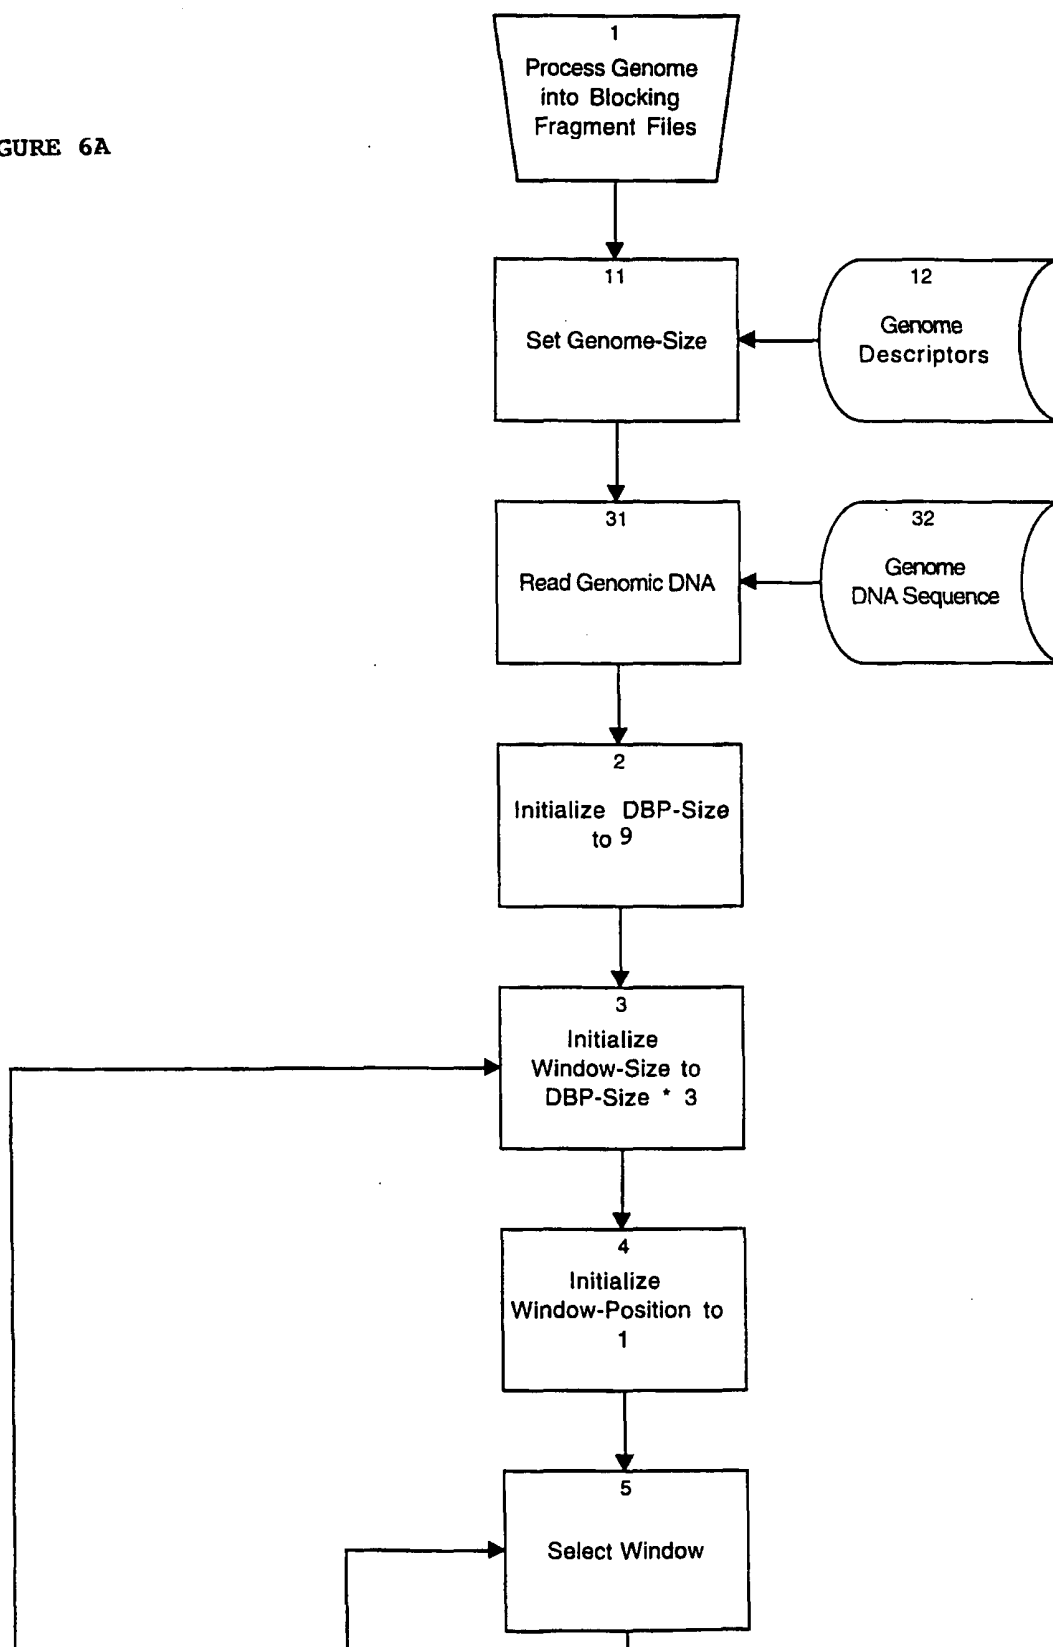 GURE 6A
1
Process Genome
into Blocking
Fragment Files
11
Set Genome-Size
12
Genome
Descriptors
31
Read Genomic DNA
32
Genome
DNA Sequence
2
Initialize DBP-Size
to 9
3
Initialize
Window-Size to
DBP-Size * 3
4
Initialize
Window-Position to
1
5
Select Window